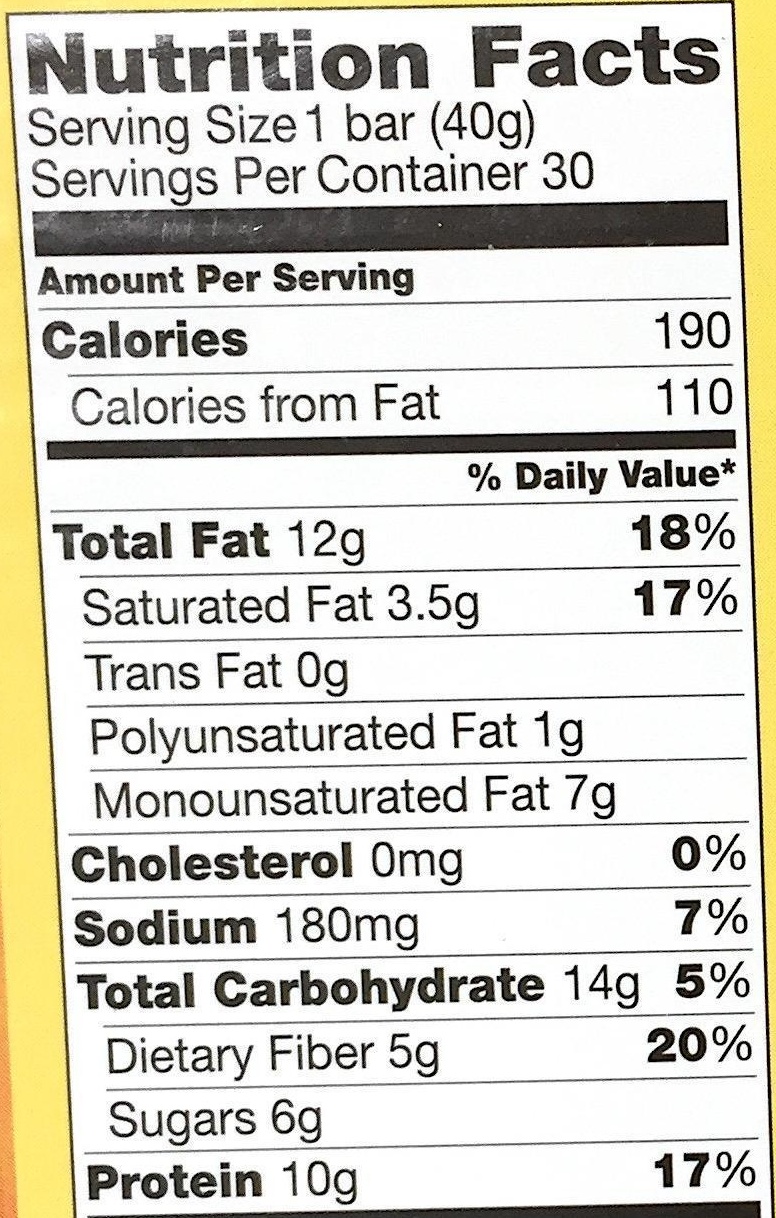 Nutrition Facts
Serving Size 1 bar (40g)
Servings Per Container 30
Amount Per Serving
Calories 190
Calories from Fat 110
% Daily Value*
Total Fat 12g 18%
Saturated Fat 3.5g 17%
Trans Fat 0g
Polyunsaturated Fat 1g
Monounsaturated Fat 7g
Cholesterol 0mg 0%
Sodium 180mg 7%
Total Carbohydrate 14g 5%
Dietary Fiber 5g 20%
Sugars 6g
Protein 10g 17%